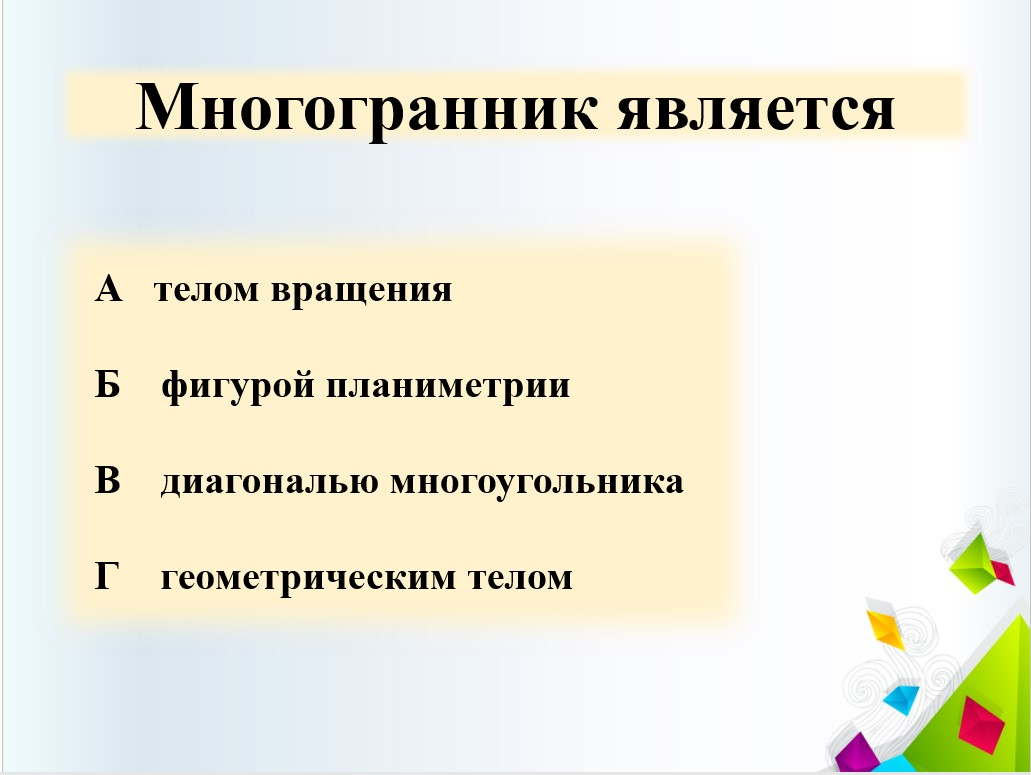 Многогранник является
А телом вращения
Б фигурой планиметрии
В диагональю многоугольника
Г геометрическим телом